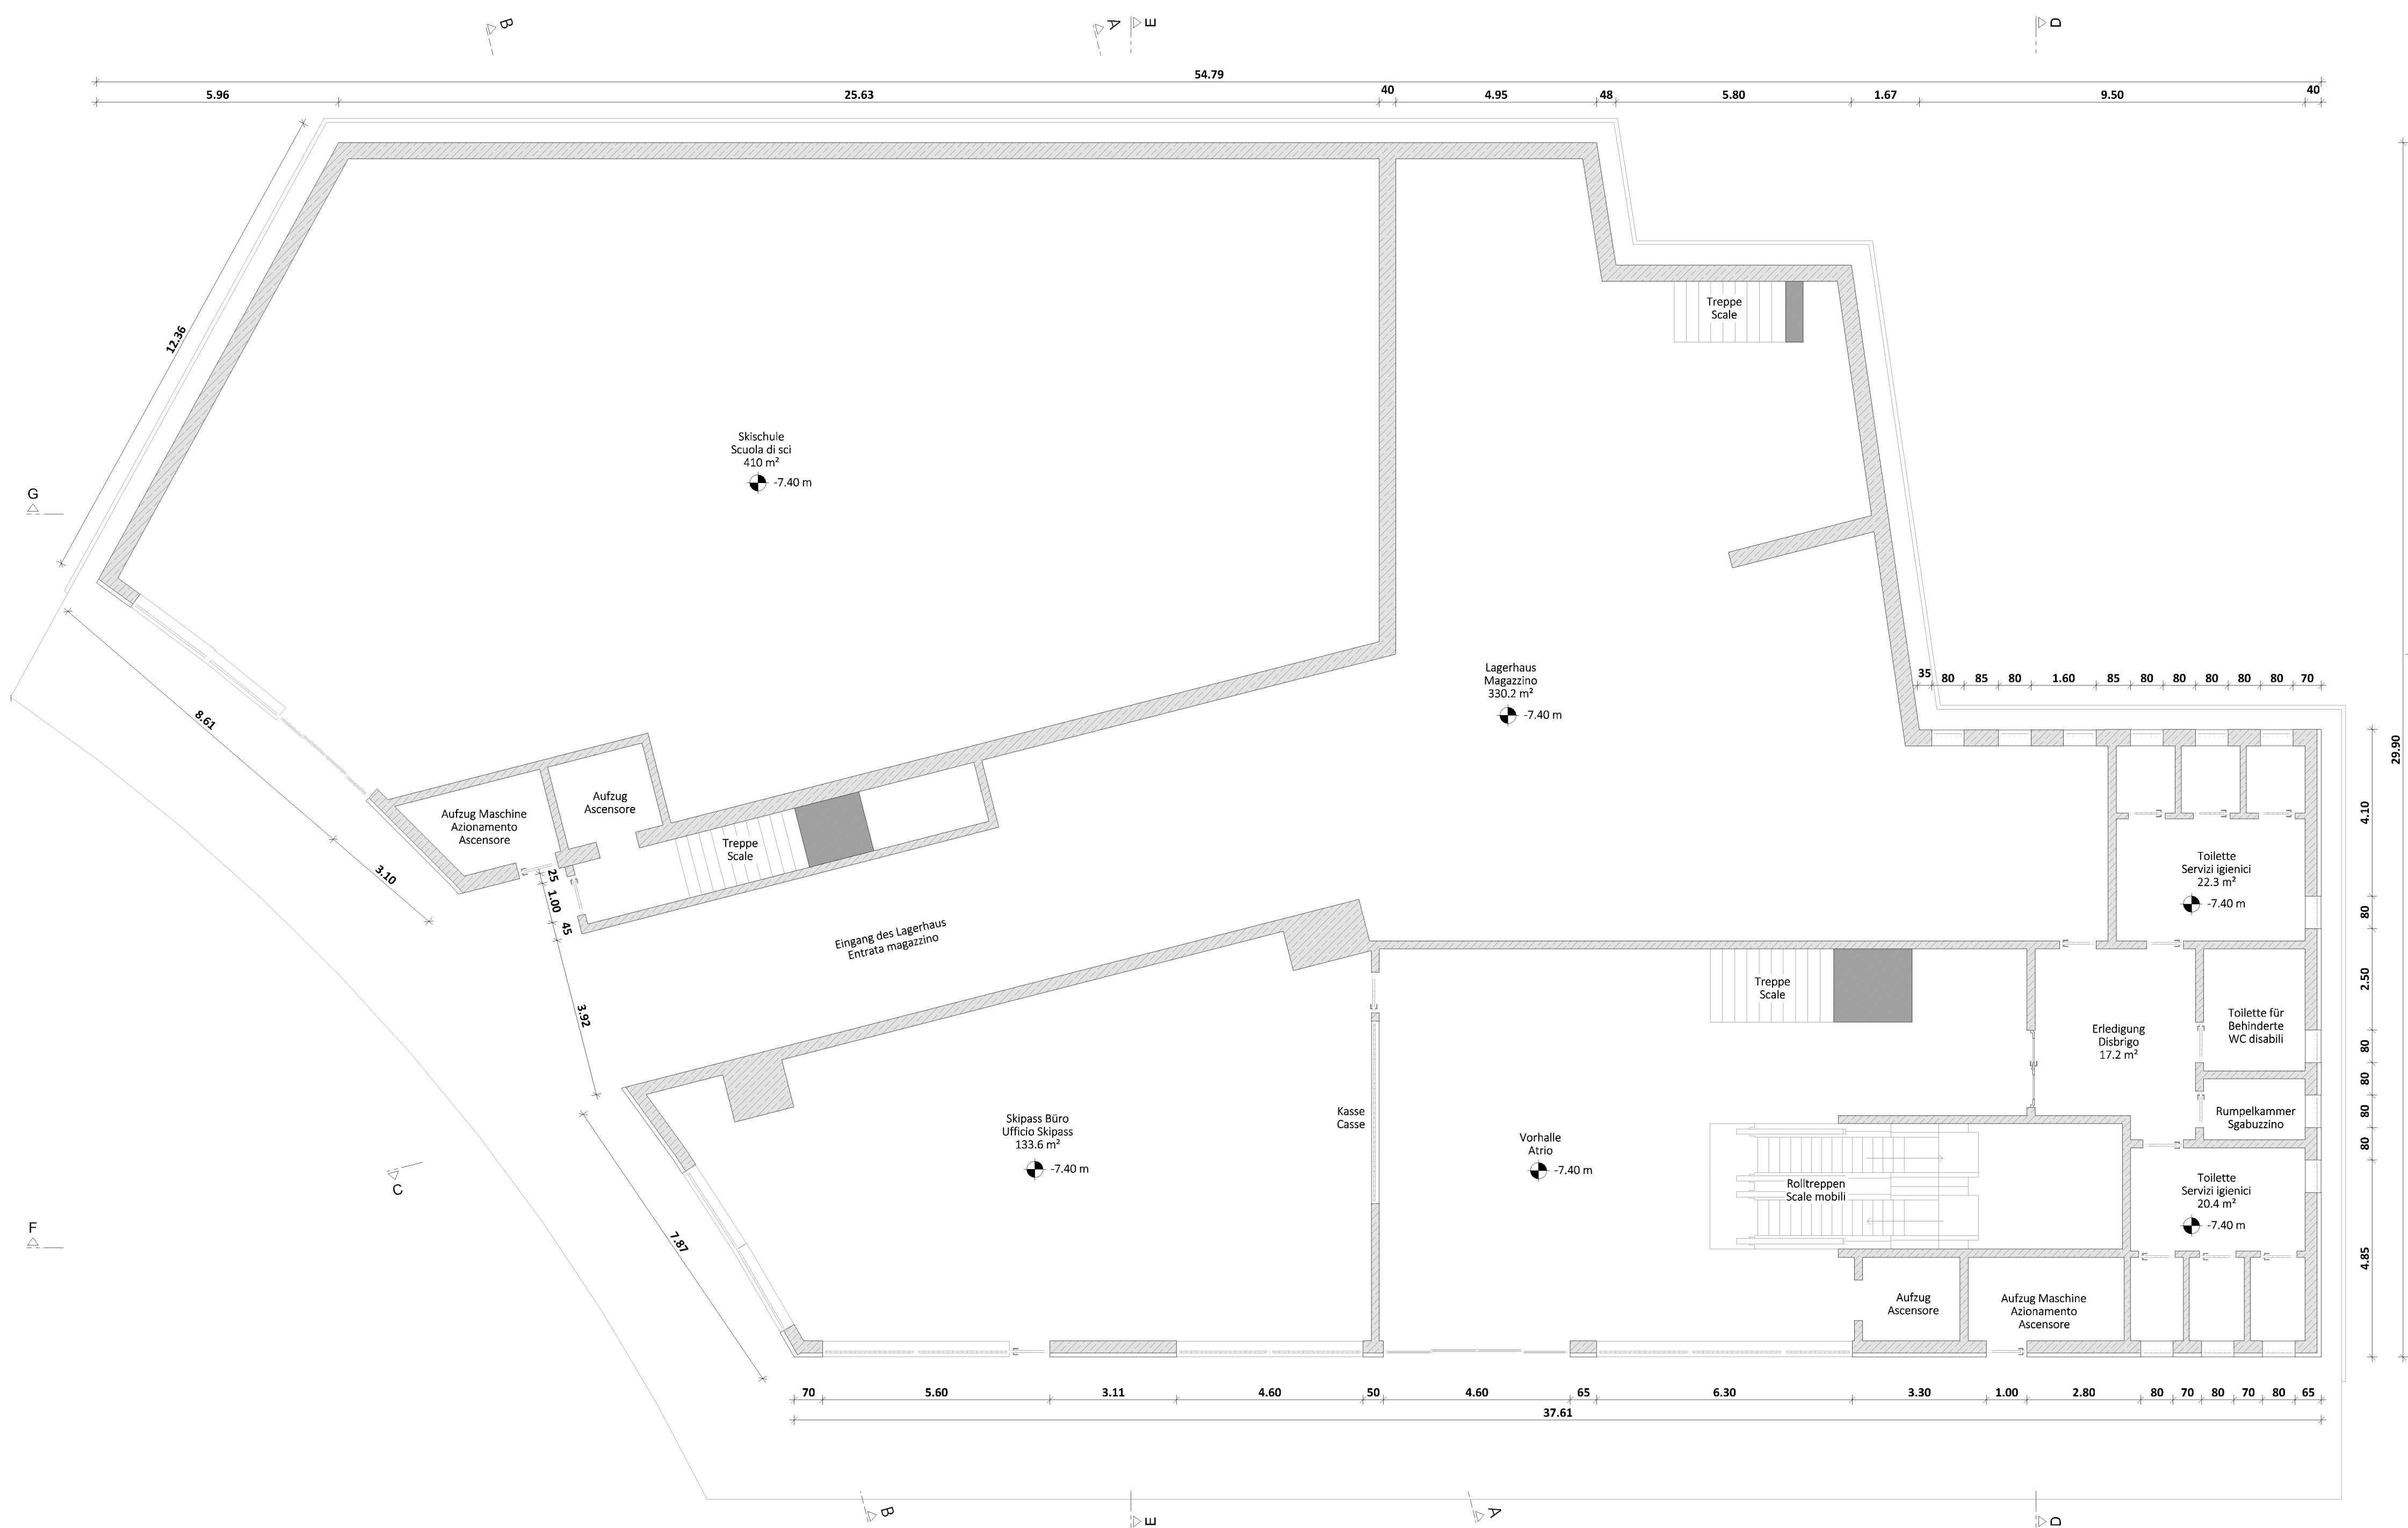 B
A
E
D
54.79
5.96
25.63
40
4.95
48
5.80
1.67
9.50
40
12.36
Treppe
Scale
Skischule
Scuola di sci
410 m²
-7.40 m
G
8.61
3.10
Lagerhaus
Magazzino
330.2 m²
-7.40 m
35
80
85
80
1.60
85
80
80
80
80
80
70
29.90
4.10
80
2.50
80
80
80
80
4.85
Aufzug
Ascensore
Aufzug Maschine
Azionamento
Ascensore
Treppe
Scale
25
1.00
45
3.92
Eingang des Lagerhaus
Entrata magazzino
Toilette
Servizi igienici
22.3 m²
-7.40 m
Treppe
Scale
Erledigung
Disbrigo
17.2 m²
Toilette für
Behinderte
WC disabili
Rumpelkammer
Sgabuzzino
Skipass Büro
Ufficio Skipass
133.6 m²
-7.40 m
Kasse
Casse
Vorhalle
Atrio
-7.40 m
Rolltreppen
Scale mobili
Toilette
Servizi igienici
20.4 m²
-7.40 m
C
F
7.87
Aufzug
Ascensore
Aufzug Maschine
Azionamento
Ascensore
70
5.60
3.11
4.60
50
4.60
65
6.30
3.30
1.00
2.80
80
70
80
70
80
65
37.61
B
E
A
D